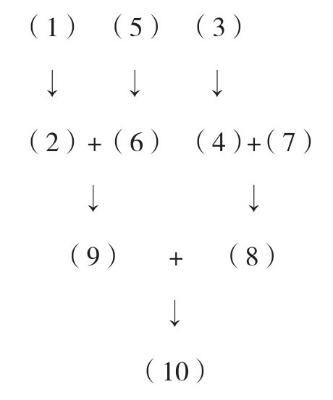 (1) (5) (3)
↓ ↓ ↓
(2) + (6) (4)+(7)
↓ ↓
(9) + (8)
↓
(10)